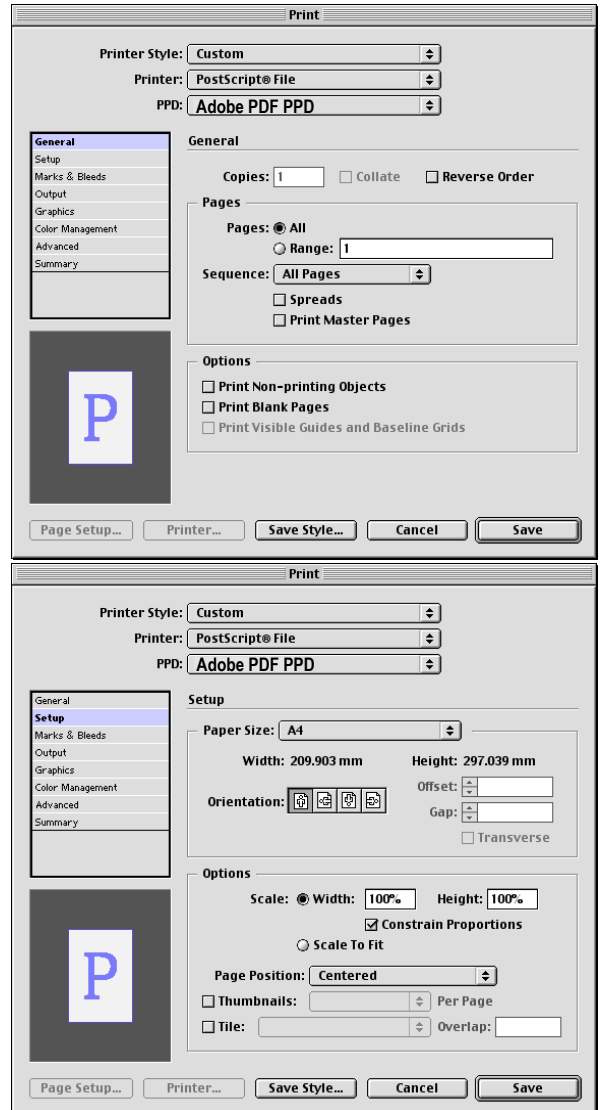 Print
Printer Style: Custom
Printer: PostScript® File
PPD: Adobe PDF PPD
General
Setup
Marks & Bleeds
Output
Graphics
Color Management
Advanced
Summary
General
Copies: 1 Collate Reverse Order
Pages
Pages: All
Range: 1
Sequence: All Pages
Spreads
Print Master Pages
Options
Print Non-printing Objects
Print Blank Pages
Print Visible Guides and Baseline Grids
P
Page Setup... Printer... Save Style... Cancel Save
Print
Printer Style: Custom
Printer: PostScript® File
PPD: Adobe PDF PPD
General
Setup
Marks & Bleeds
Output
Graphics
Color Management
Advanced
Summary
Setup
Paper Size: A4
Width: 209.903 mm Height: 297.039 mm
Orientation: Offset:
Gap:
Transverse
Options
Scale: Width: 100% Height: 100%
Constrain Proportions
Scale To Fit
Page Position: Centered
Thumbnails: Per Page
Tile: Overlap:
P
Page Setup... Printer... Save Style... Cancel Save